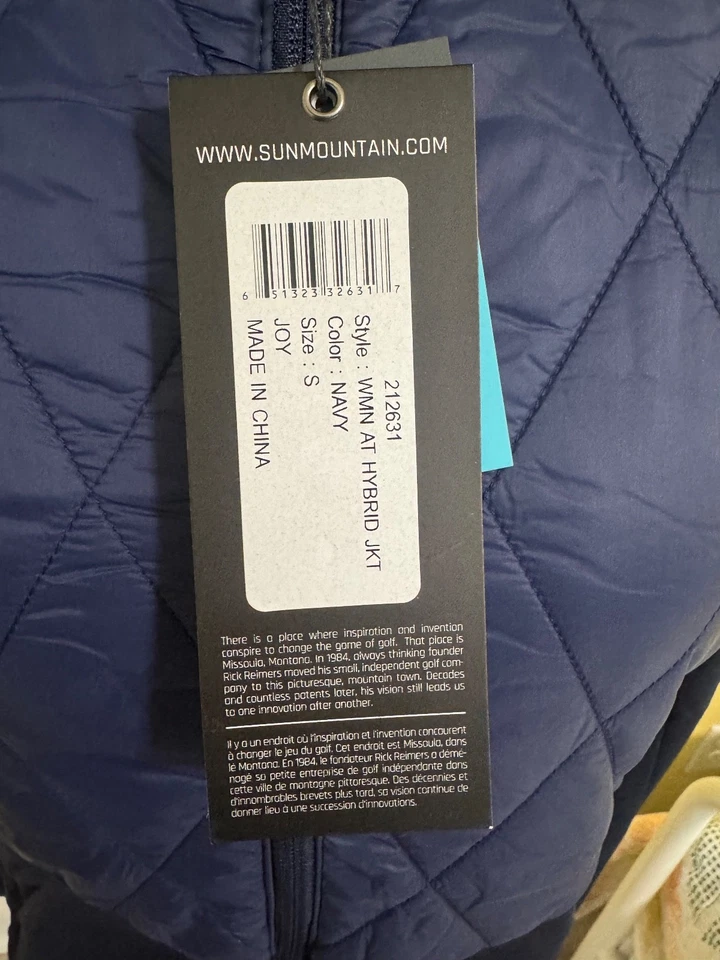 WWW.SUNMOUNTAIN.COM
6 51323 32631 7
212631
Style : WMN AT HYBRID JKT
Color : NAVY
Size : S
JOY
MADE IN CHINA
There is a place where inspiration and invention
conspire to change the game of golf. That place is
Missoula, Montana. In 1984, always thinking founder
Rick Reimers moved his small, independent golf com-
pany to this picturesque, mountain town. Decades
and countless patents later, his vision still leads us
to one innovation after another.
Il y a un endroit où l'inspiration et l'invention concourent
à changer le jeu du golf. Cet endroit est Missoula, dans
le Montana. En 1984, le fondateur Rick Reimers a démé-
nagé sa petite entreprise de golf indépendante dans
cette ville de montagne pittoresque. Des décennies et
d'innombrables brevets plus tard, sa vision continue de
donner lieu à une succession d'innovations.